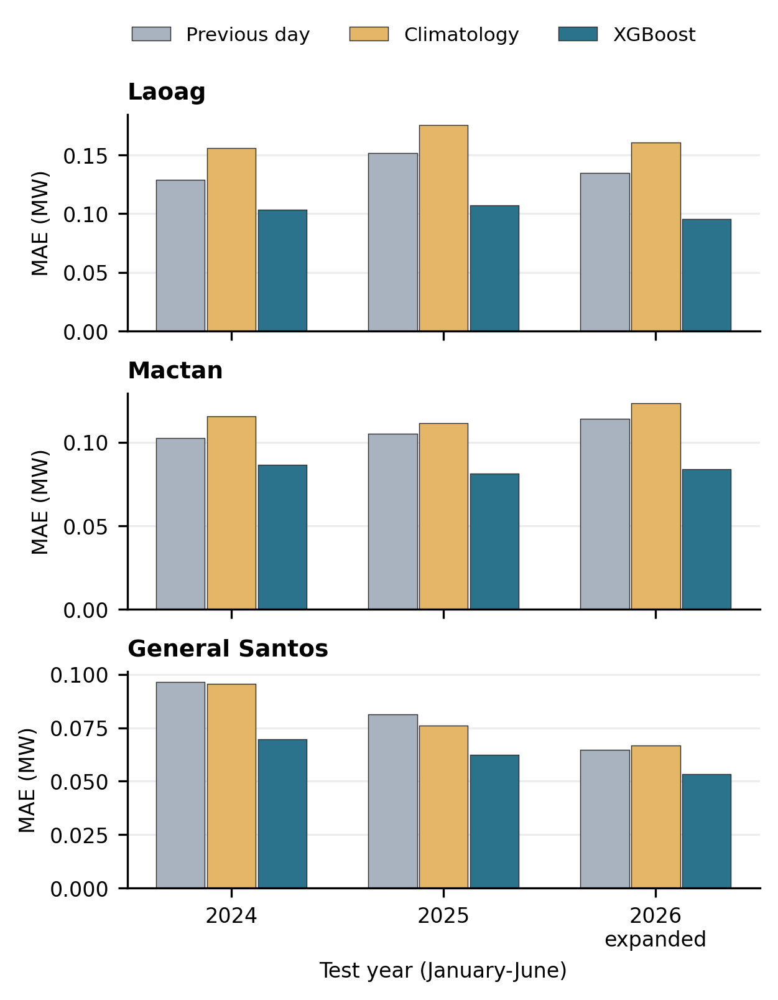 Previous day Climatology XGBoost
Laoag
MAE (MW)
0.15
0.10
0.05
0.00
Mactan
MAE (MW)
0.10
0.05
0.00
General Santos
MAE (MW)
0.100
0.075
0.050
0.025
0.000
2024 2025 2026
expanded
Test year (January-June)